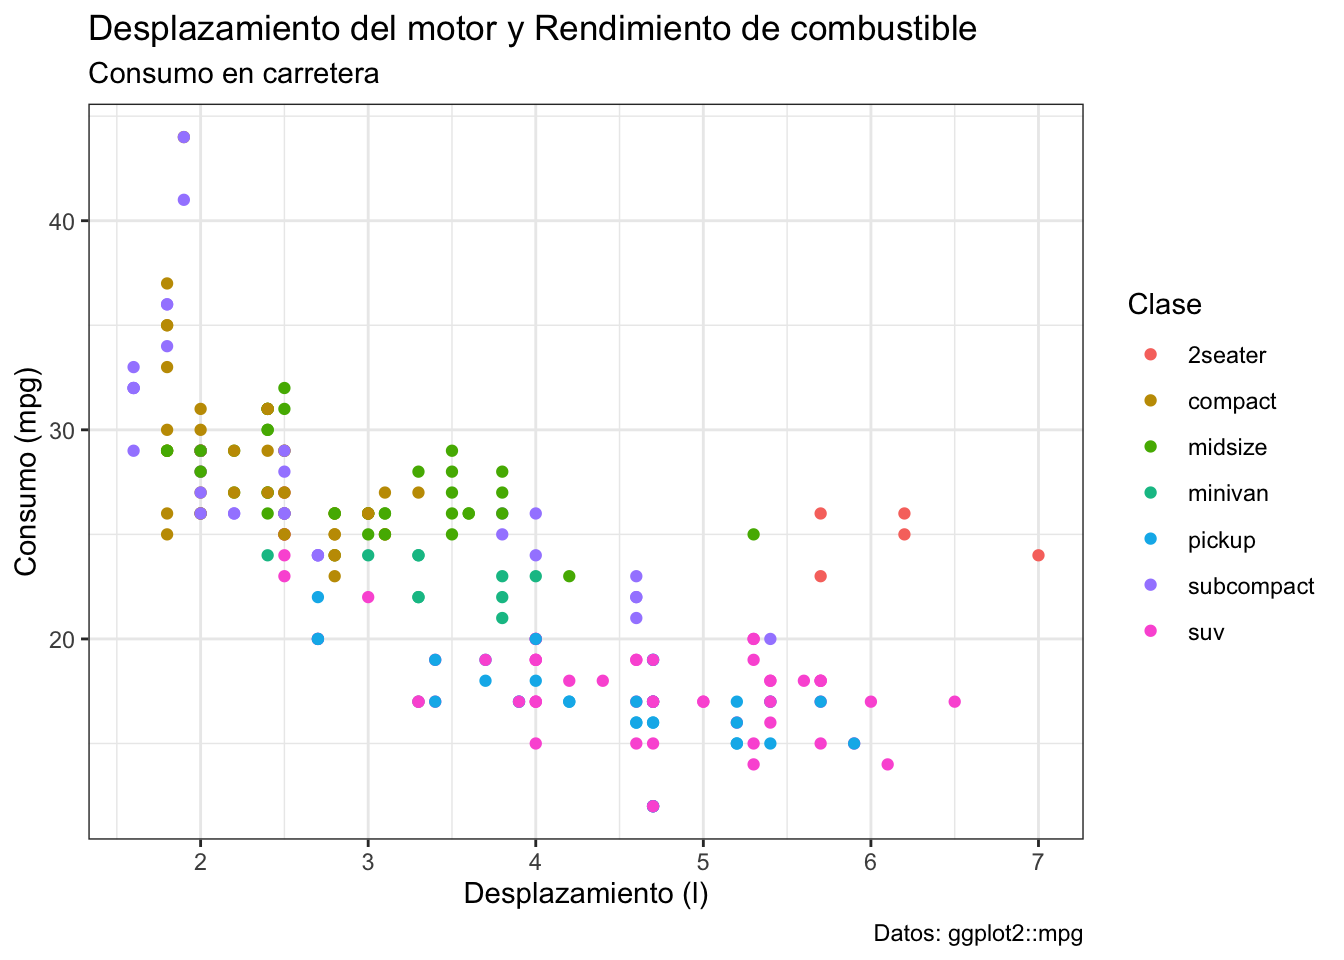 Desplazamiento del motor y Rendimiento de combustible
Consumo en carretera
Consumo (mpg)
40
30
20
2 3 4 5 6 7
Desplazamiento (l)
Clase
2seater
compact
midsize
minivan
pickup
subcompact
suv
Datos: ggplot2::mpg